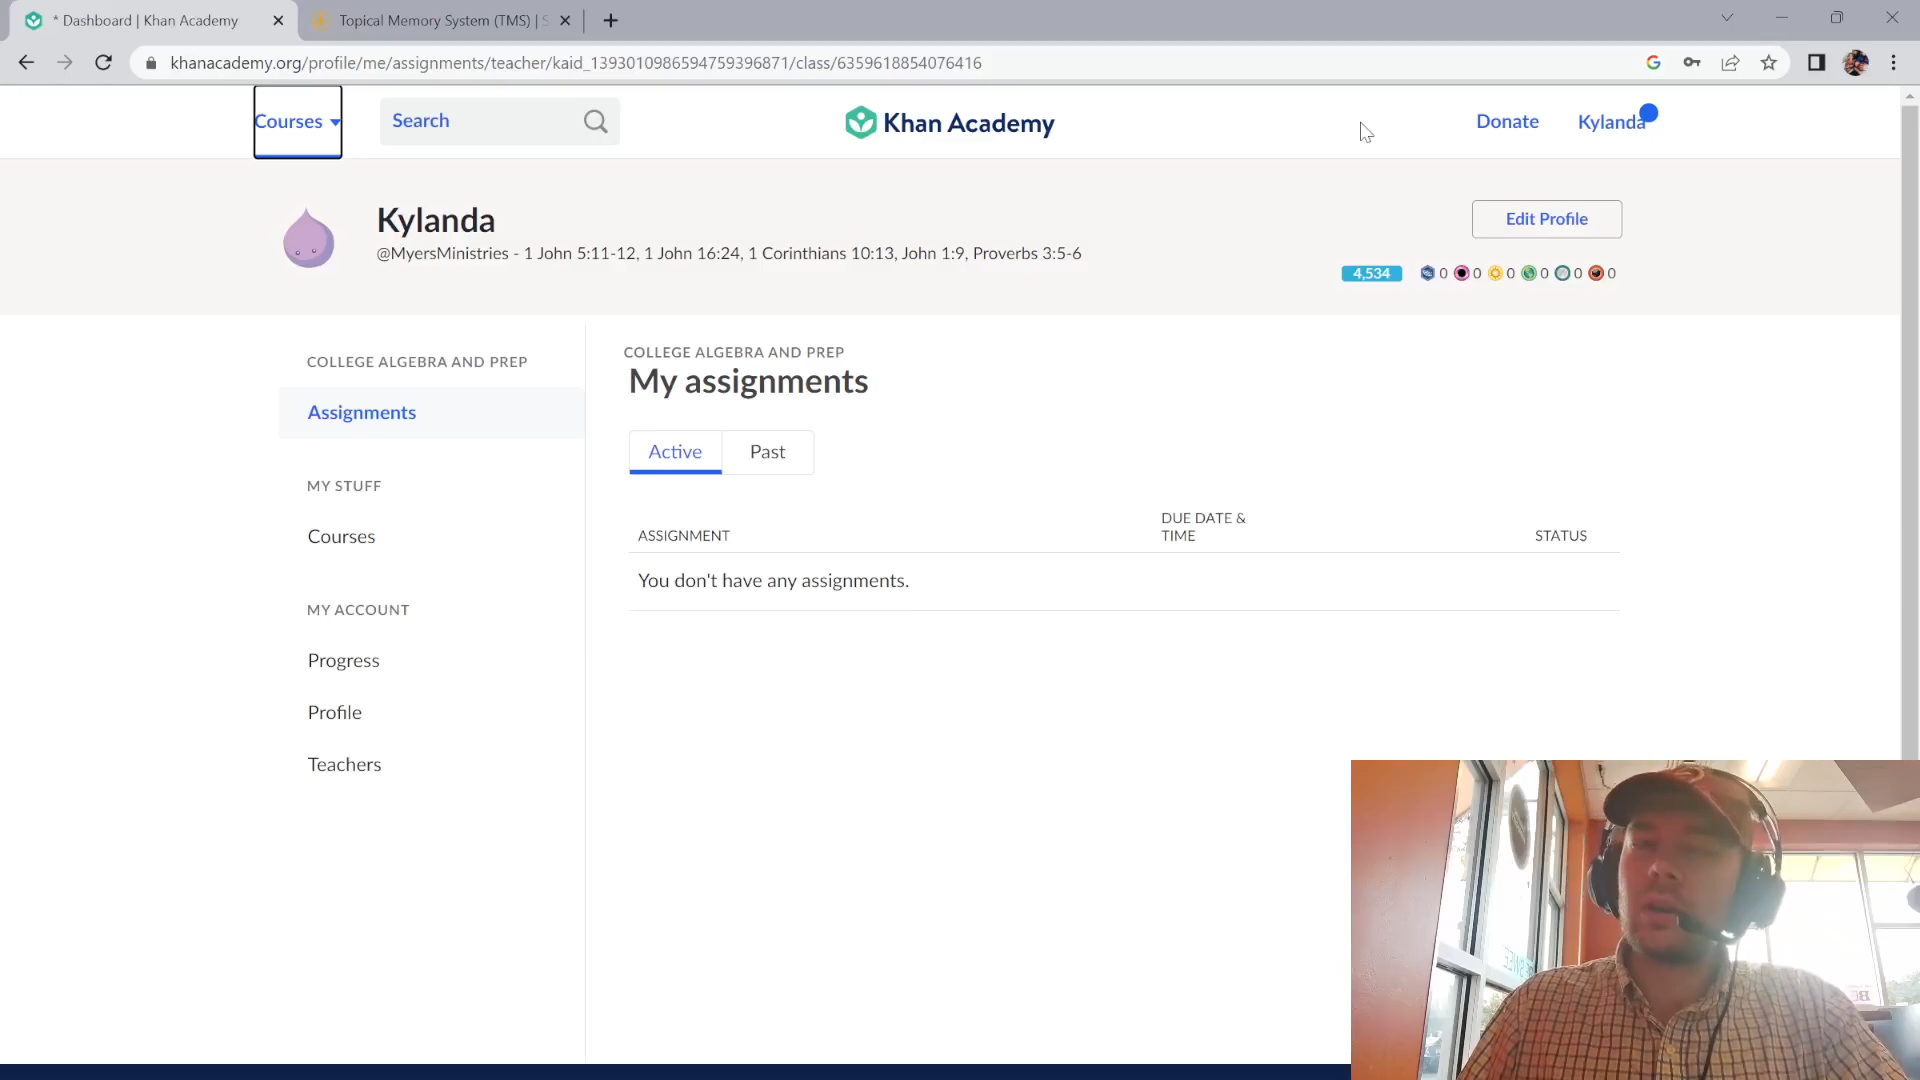 * Dashboard | Khan Academy
Topical Memory System (TMS) | S
khanacademy.org/profile/me/assignments/teacher/kaid_1393010986594759396871/class/6359618854076416
Courses
Search
Khan Academy
Donate
Kylanda
Kylanda
@MyersMinistries - 1 John 5:11-12, 1 John 16:24, 1 Corinthians 10:13, John 1:9, Proverbs 3:5-6
Edit Profile
4,534 0 0 0 0 0 0
COLLEGE ALGEBRA AND PREP
Assignments
MY STUFF
Courses
MY ACCOUNT
Progress
Profile
Teachers
COLLEGE ALGEBRA AND PREP
My assignments
Active Past
ASSIGNMENT
DUE DATE &
TIME
STATUS
You don't have any assignments.